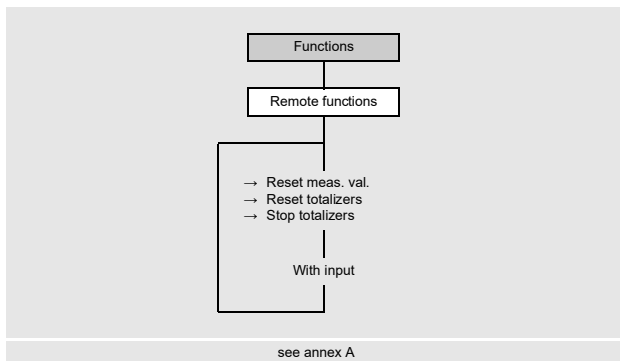 Functions
Remote functions
→ Reset meas. val.
→ Reset totalizers
→ Stop totalizers
With input
see annex A